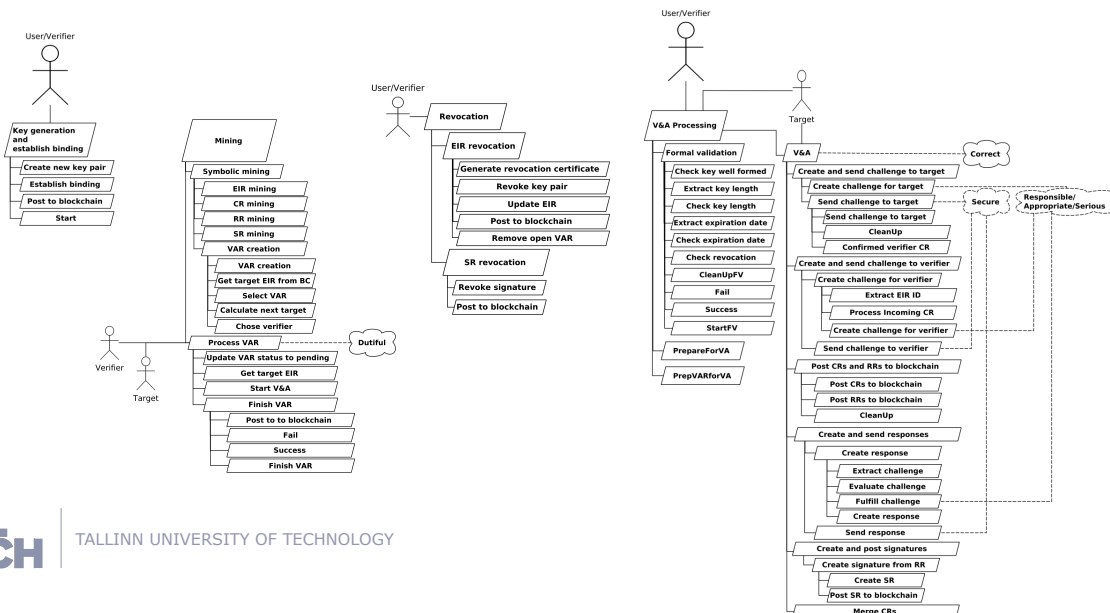 User/Verifier
Key generation
and
establish binding
Create new key pair
Establish binding
Post to blockchain
Start
Mining
Symbolic mining
EIR mining
CR mining
RR mining
SR mining
VAR creation
VAR creation
Get target EIR from BC
Select VAR
Calculate next target
Chose verifier
Process VAR
Dutiful
Verifier
Target
Update VAR status to pending
Get target EIR
Start V&A
Finish VAR
Post to to blockchain
Fail
Success
Finish VAR
User/Verifier
Revocation
EIR revocation
Generate revocation certificate
Revoke key pair
Update EIR
Post to blockchain
Remove open VAR
SR revocation
Revoke signature
Post to blockchain
User/Verifier
Target
V&A Processing
Formal validation
Check key well formed
Extract key length
Check key length
Extract expiration date
Check expiration date
Check revocation
CleanUpFV
Fail
Success
StartFV
PrepareForVA
PrepVARforVA
V&A
Correct
Create and send challenge to target
Create challenge for target
Send challenge to target
Secure
Responsible/
Appropriate/Serious
Send challenge to target
CleanUp
Confirmed verifier CR
Create and send challenge to verifier
Create challenge for verifier
Extract EIR ID
Process Incoming CR
Create challenge for verifier
Send challenge to verifier
Post CRs and RRs to blockchain
Post CRs to blockchain
Post RRs to blockchain
CleanUp
Create and send responses
Create response
Extract challenge
Evaluate challenge
Fulfill challenge
Create response
Send response
Create and post signatures
Create signature from RR
Create SR
Post SR to blockchain
Merge CRs
TALLINN UNIVERSITY OF TECHNOLOGY